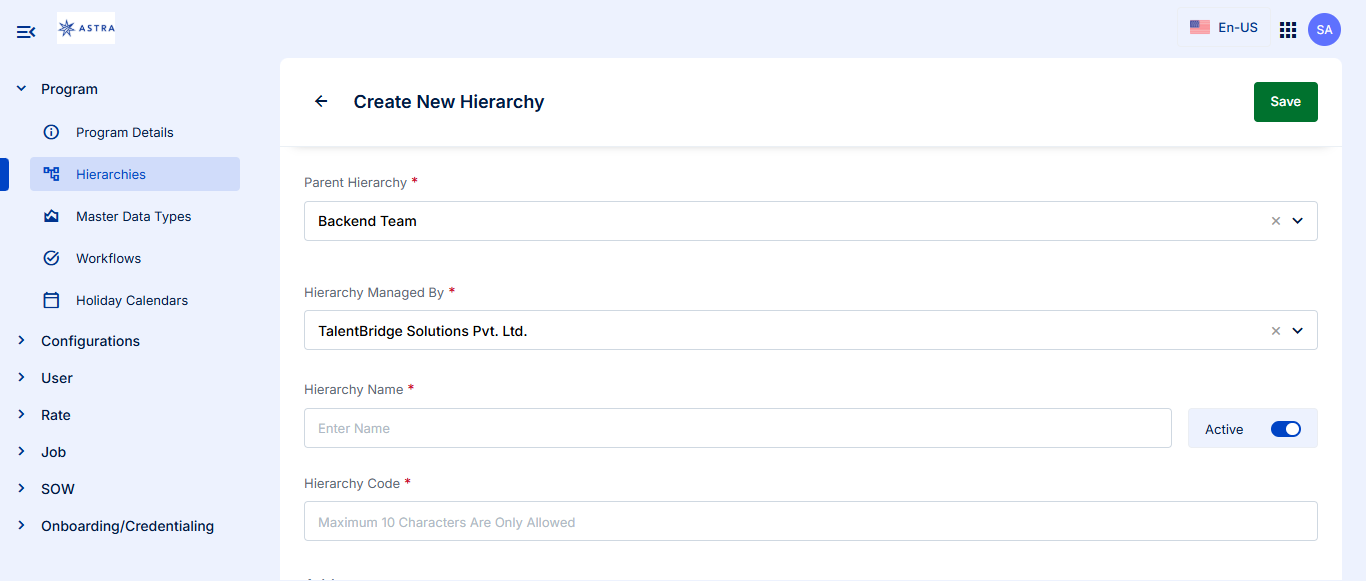 ASTRA
En-US
SA
Program
Program Details
Hierarchies
Master Data Types
Workflows
Holiday Calendars
Configurations
User
Rate
Job
SOW
Onboarding/Credentialing
Create New Hierarchy
Save
Parent Hierarchy *
Backend Team
Hierarchy Managed By *
TalentBridge Solutions Pvt. Ltd.
Hierarchy Name *
Enter Name
Active
Hierarchy Code *
Maximum 10 Characters Are Only Allowed